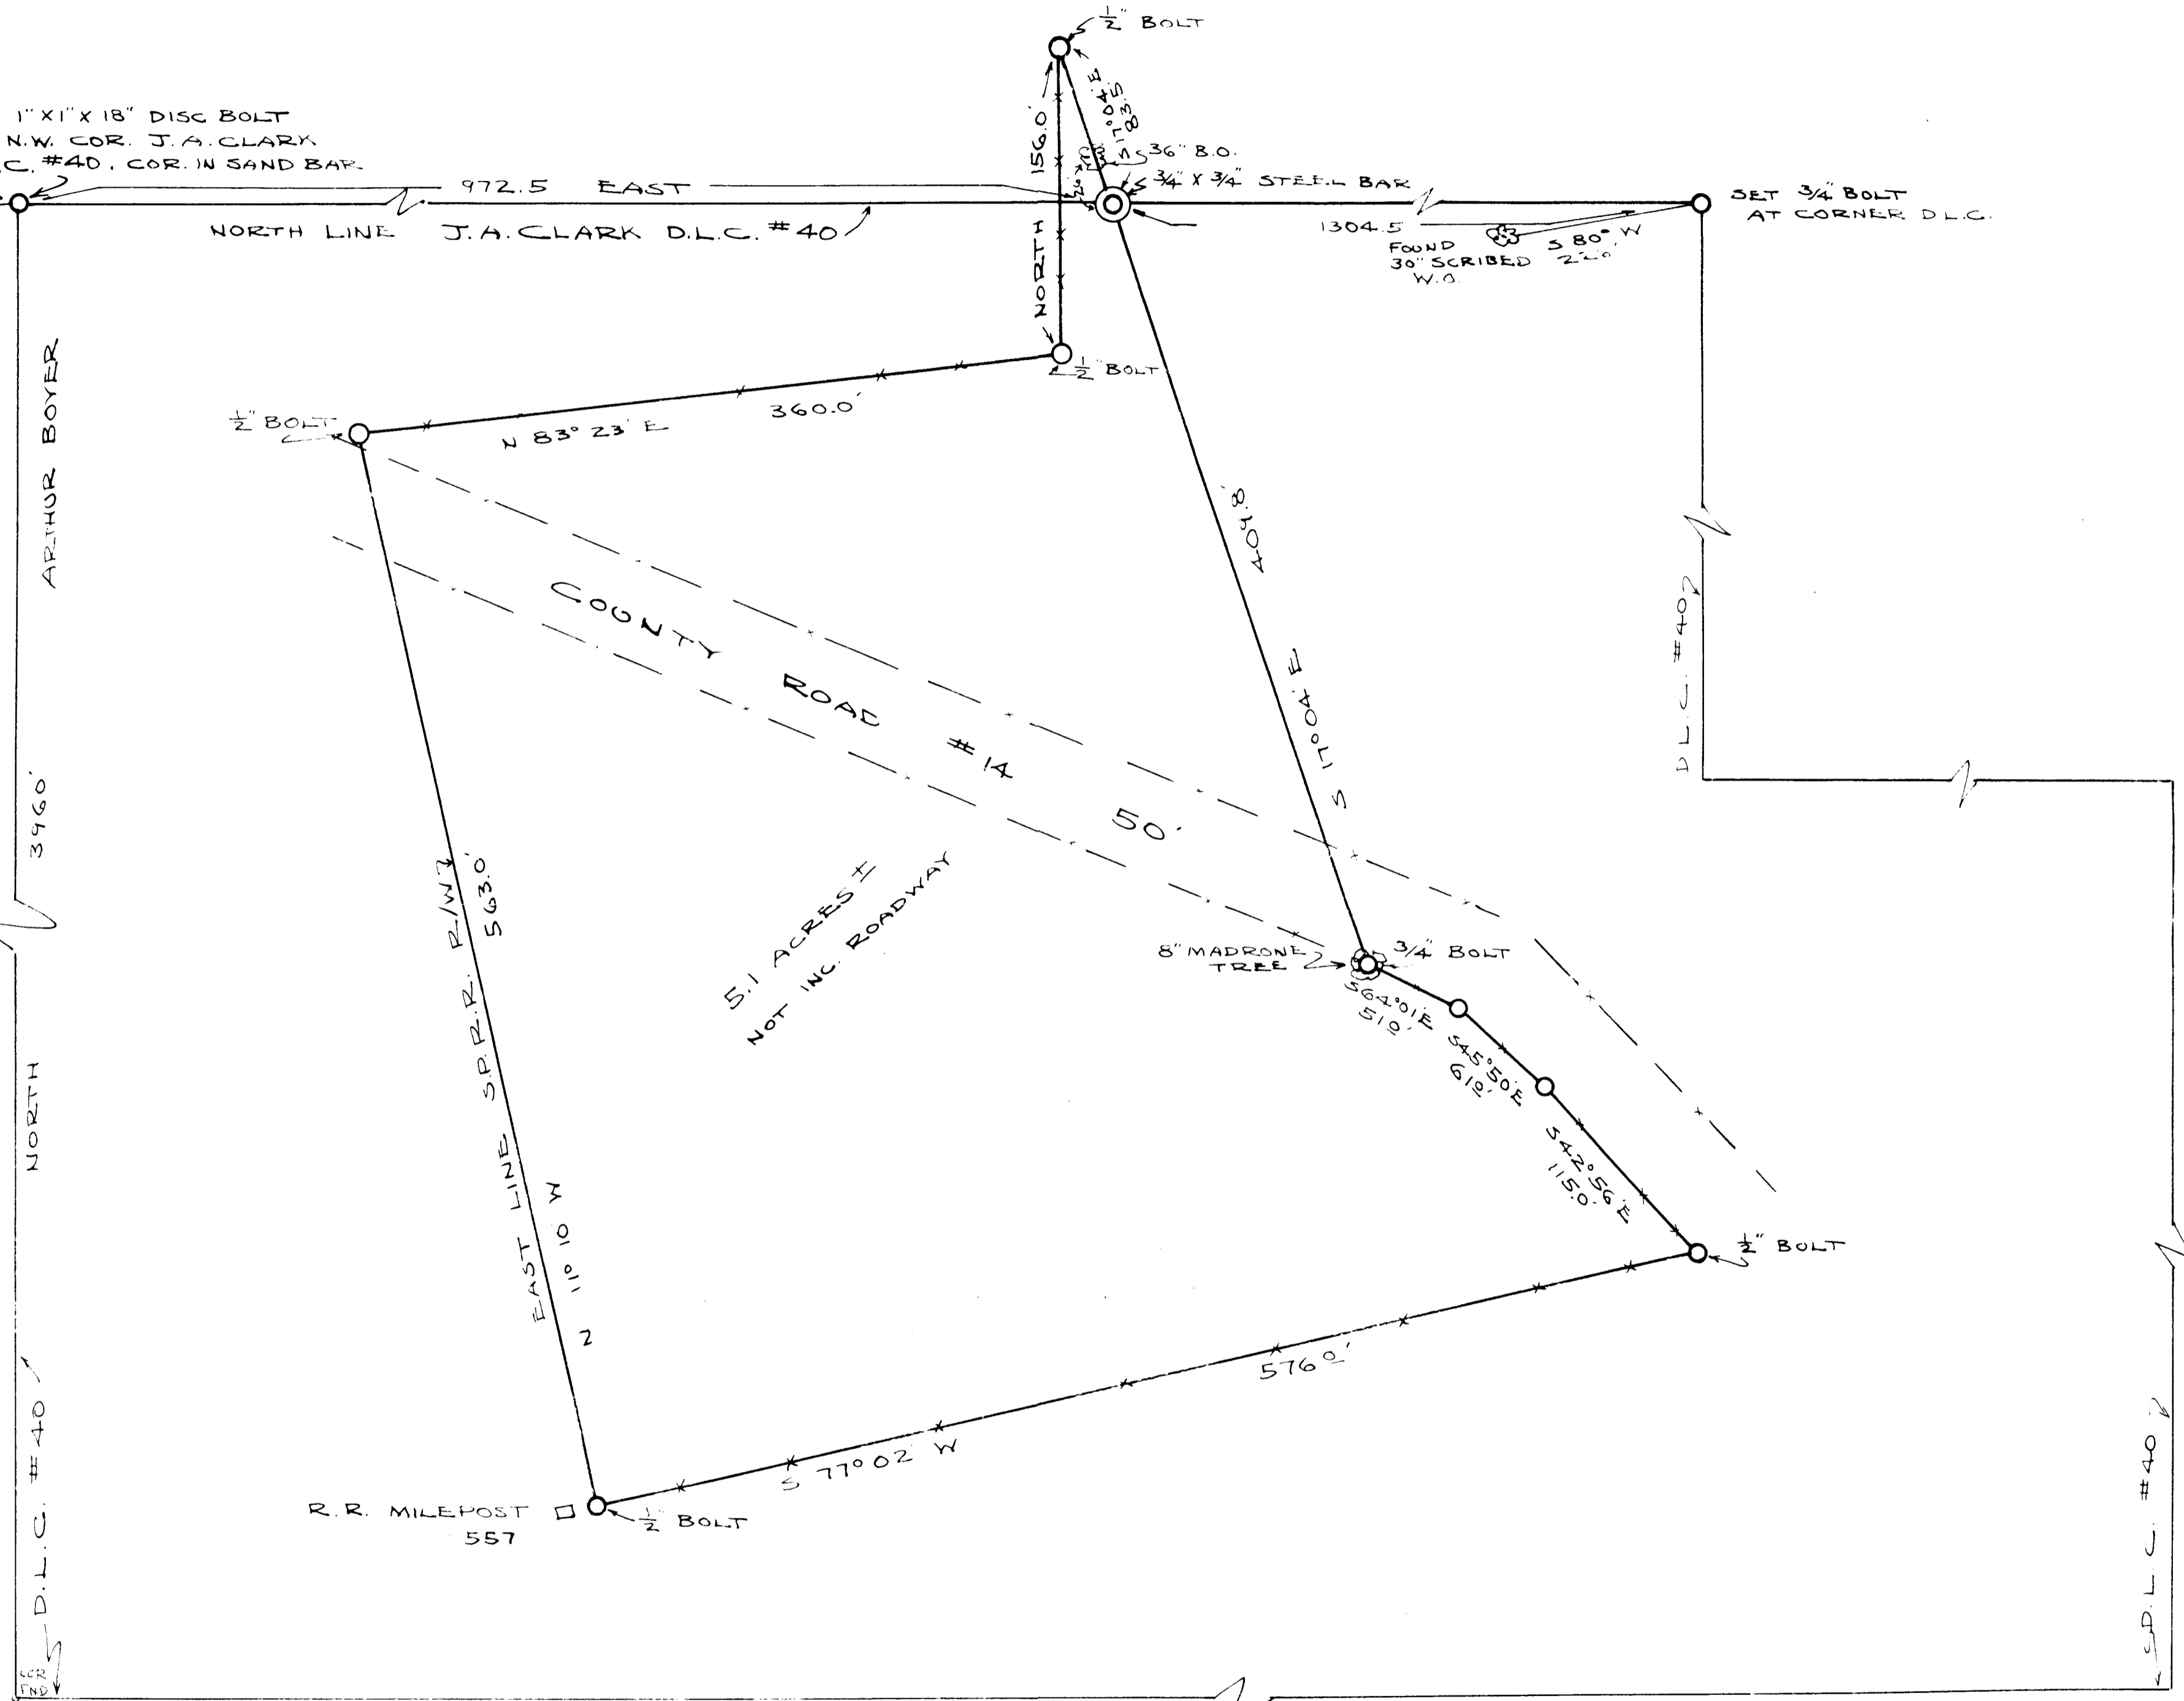 1/2" BOLT
1" X 1" X 18" DISC BOLT
N.W. COR. J.A. CLARK
C. #40. COR. IN SAND BAR
972.5 EAST
NORTH LINE J.A. CLARK D.L.C. #40
156.0'
NORTH
17°04' E
83.5
36" B.O.
3/4" X 3/4" STEEL BAR
1304.5
FOUND
30" SCRIBED
W.O.
S 80° W
SET 3/4" BOLT
AT CORNER D.L.C.
1/2" BOLT
360.0'
N 83° 23' E
1/2" BOLT
ARTHUR BOYER
3960'
NORTH
D.L.C. #40
COUNTY ROAD #14 50'
404.8'
S 17°04' E
D.L.C. #40
R/W
563.0'
EAST LINE S.P.R.R.
N 11° 10' W
5.1 ACRES ±
NOT INC. ROADWAY
8" MADRONE
TREE
3/4" BOLT
S 64° 01' E
51.0'
S 45° 50' E
61.0'
S 42° 56' E
115.0'
1/2" BOLT
576.0'
S 77° 02' W
R.R. MILEPOST
557
1/2" BOLT
D.L.C. #40
FND